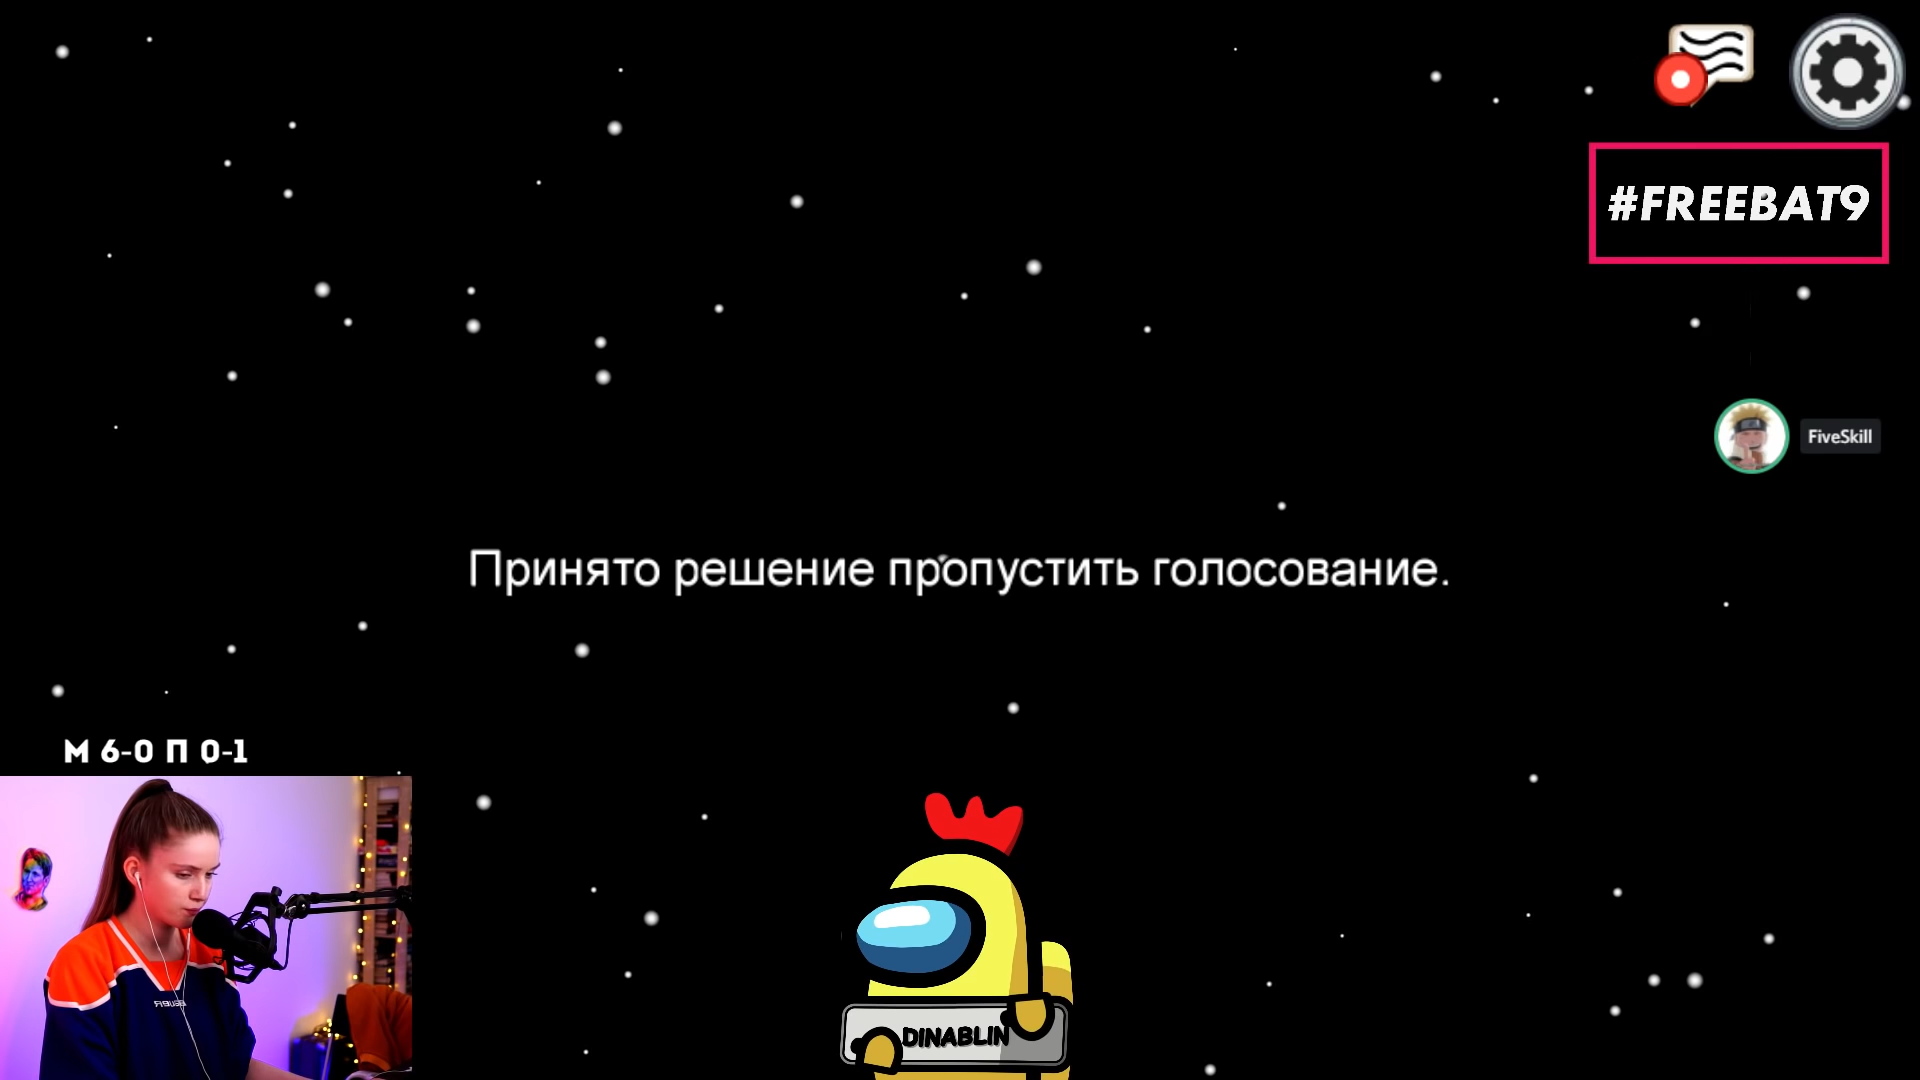 #FREEBAT9
FiveSkill
Принято решение пропустить голосование.
М 6-0 П 0-1
DINABLIN